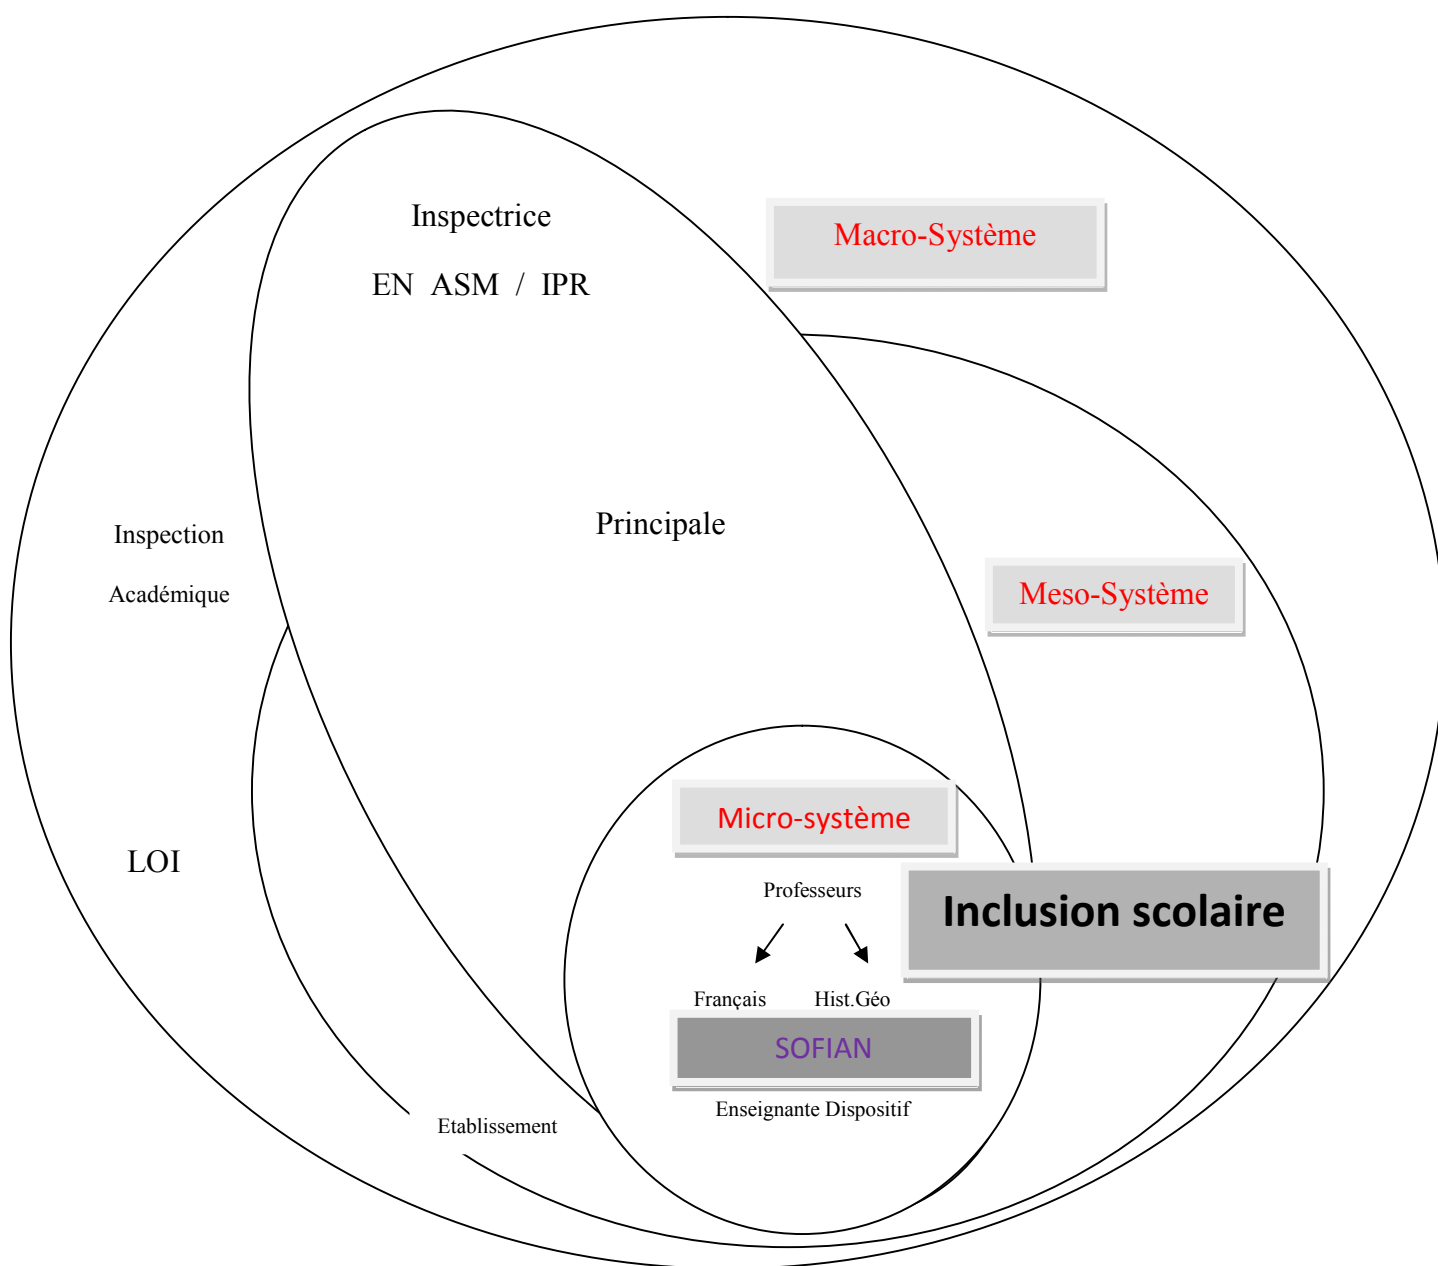 Inspectrice
EN ASM / IPR
Macro-Système
Principale
Inspection
Académique
Meso-Système
Micro-système
LOI
Professeurs
Inclusion scolaire
Français Hist.Géo
SOFIAN
Enseignante Dispositif
Etablissement